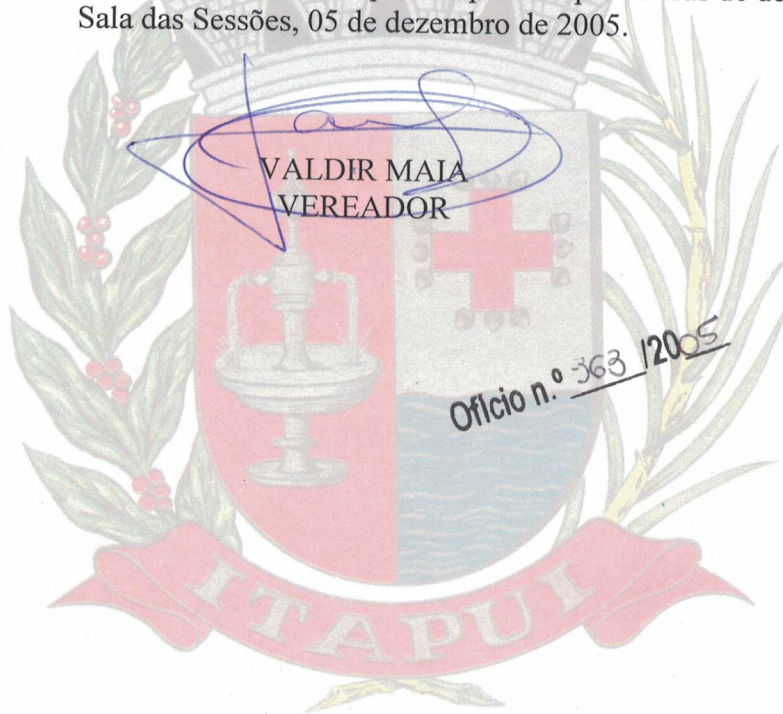 Sala das Sessões, 05 de dezembro de 2005.
VALDIR MAIA
VEREADOR
Ofício n.º 363 /2005
ITAPUI